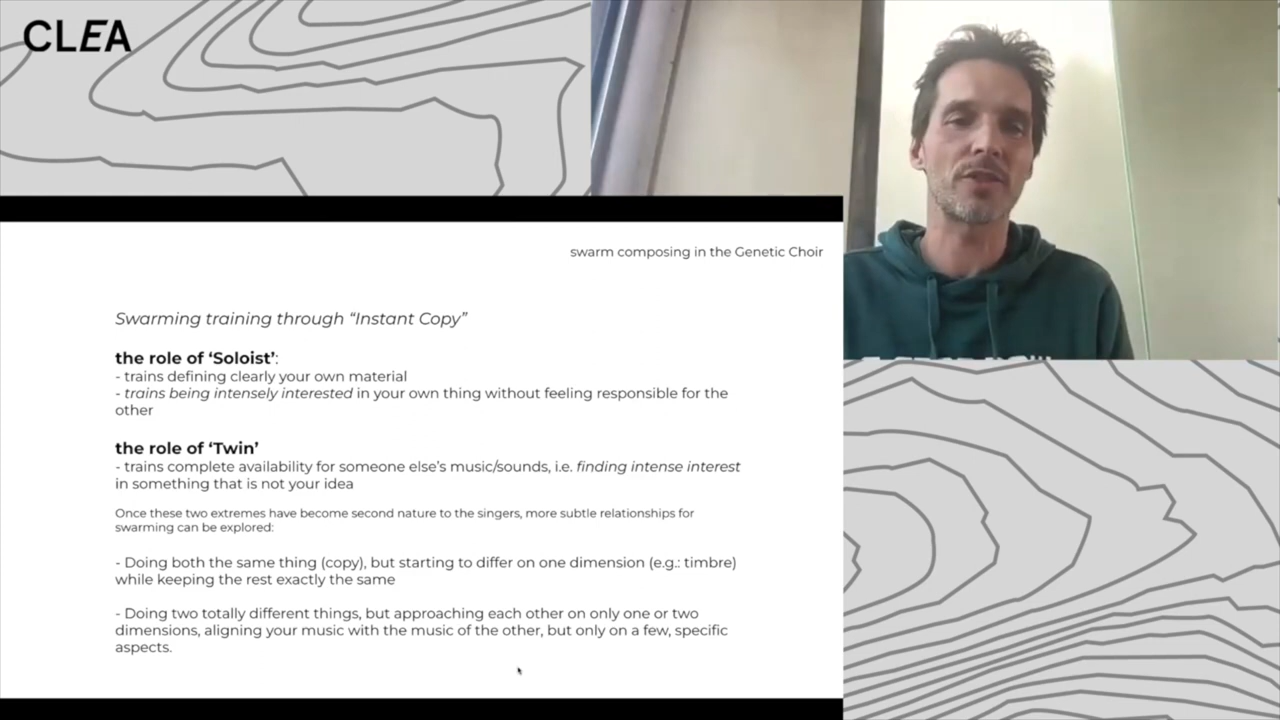 CLEA
swarm composing in the Genetic Choir
Swarming training through “Instant Copy”
the role of ‘Soloist’:
- trains defining clearly your own material
- trains being intensely interested in your own thing without feeling responsible for the
other
the role of ‘Twin’
- trains complete availability for someone else’s music/sounds, i.e. finding intense interest
in something that is not your idea
Once these two extremes have become second nature to the singers, more subtle relationships for
swarming can be explored:
- Doing both the same thing (copy), but starting to differ on one dimension (e.g.: timbre)
while keeping the rest exactly the same
- Doing two totally different things, but approaching each other on only one or two
dimensions, aligning your music with the music of the other, but only on a few, specific
aspects.